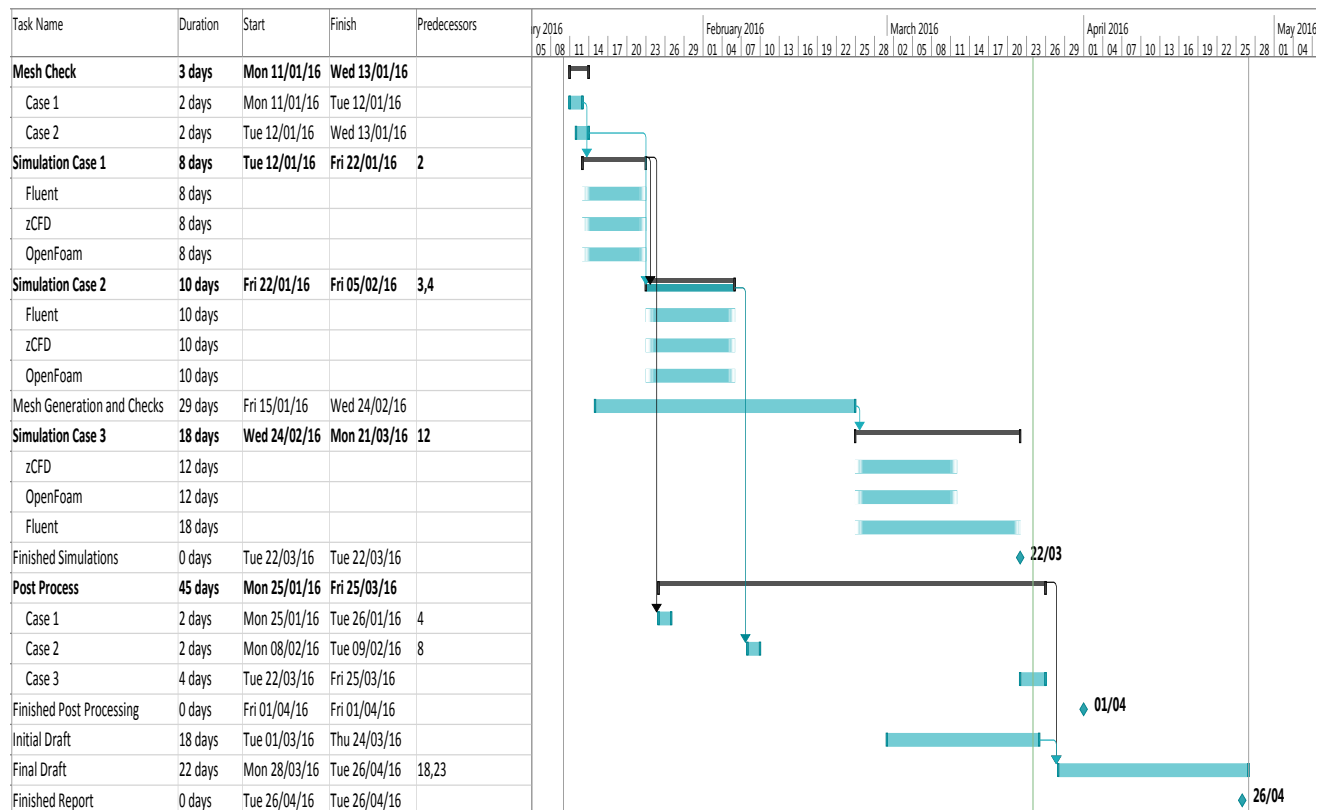 Task Name Duration Start Finish Predecessors
ry 2016 February 2016 March 2016 April 2016 May 2016
05 08 11 14 17 20 23 26 29 01 04 07 10 13 16 19 22 25 28 02 05 08 11 14 17 20 23 26 29 01 04 07 10 13 16 19 22 25 28 01 04
Mesh Check 3 days Mon 11/01/16 Wed 13/01/16
Case 1 2 days Mon 11/01/16 Tue 12/01/16
Case 2 2 days Tue 12/01/16 Wed 13/01/16
Simulation Case 1 8 days Tue 12/01/16 Fri 22/01/16 2
Fluent 8 days
zCFD 8 days
OpenFoam 8 days
Simulation Case 2 10 days Fri 22/01/16 Fri 05/02/16 3,4
Fluent 10 days
zCFD 10 days
OpenFoam 10 days
Mesh Generation and Checks 29 days Fri 15/01/16 Wed 24/02/16
Simulation Case 3 18 days Wed 24/02/16 Mon 21/03/16 12
zCFD 12 days
OpenFoam 12 days
Fluent 18 days
Finished Simulations 0 days Tue 22/03/16 Tue 22/03/16 22/03
Post Process 45 days Mon 25/01/16 Fri 25/03/16
Case 1 2 days Mon 25/01/16 Tue 26/01/16 4
Case 2 2 days Mon 08/02/16 Tue 09/02/16 8
Case 3 4 days Tue 22/03/16 Fri 25/03/16
Finished Post Processing 0 days Fri 01/04/16 Fri 01/04/16 01/04
Initial Draft 18 days Tue 01/03/16 Thu 24/03/16
Final Draft 22 days Mon 28/03/16 Tue 26/04/16 18,23
Finished Report 0 days Tue 26/04/16 Tue 26/04/16 26/04